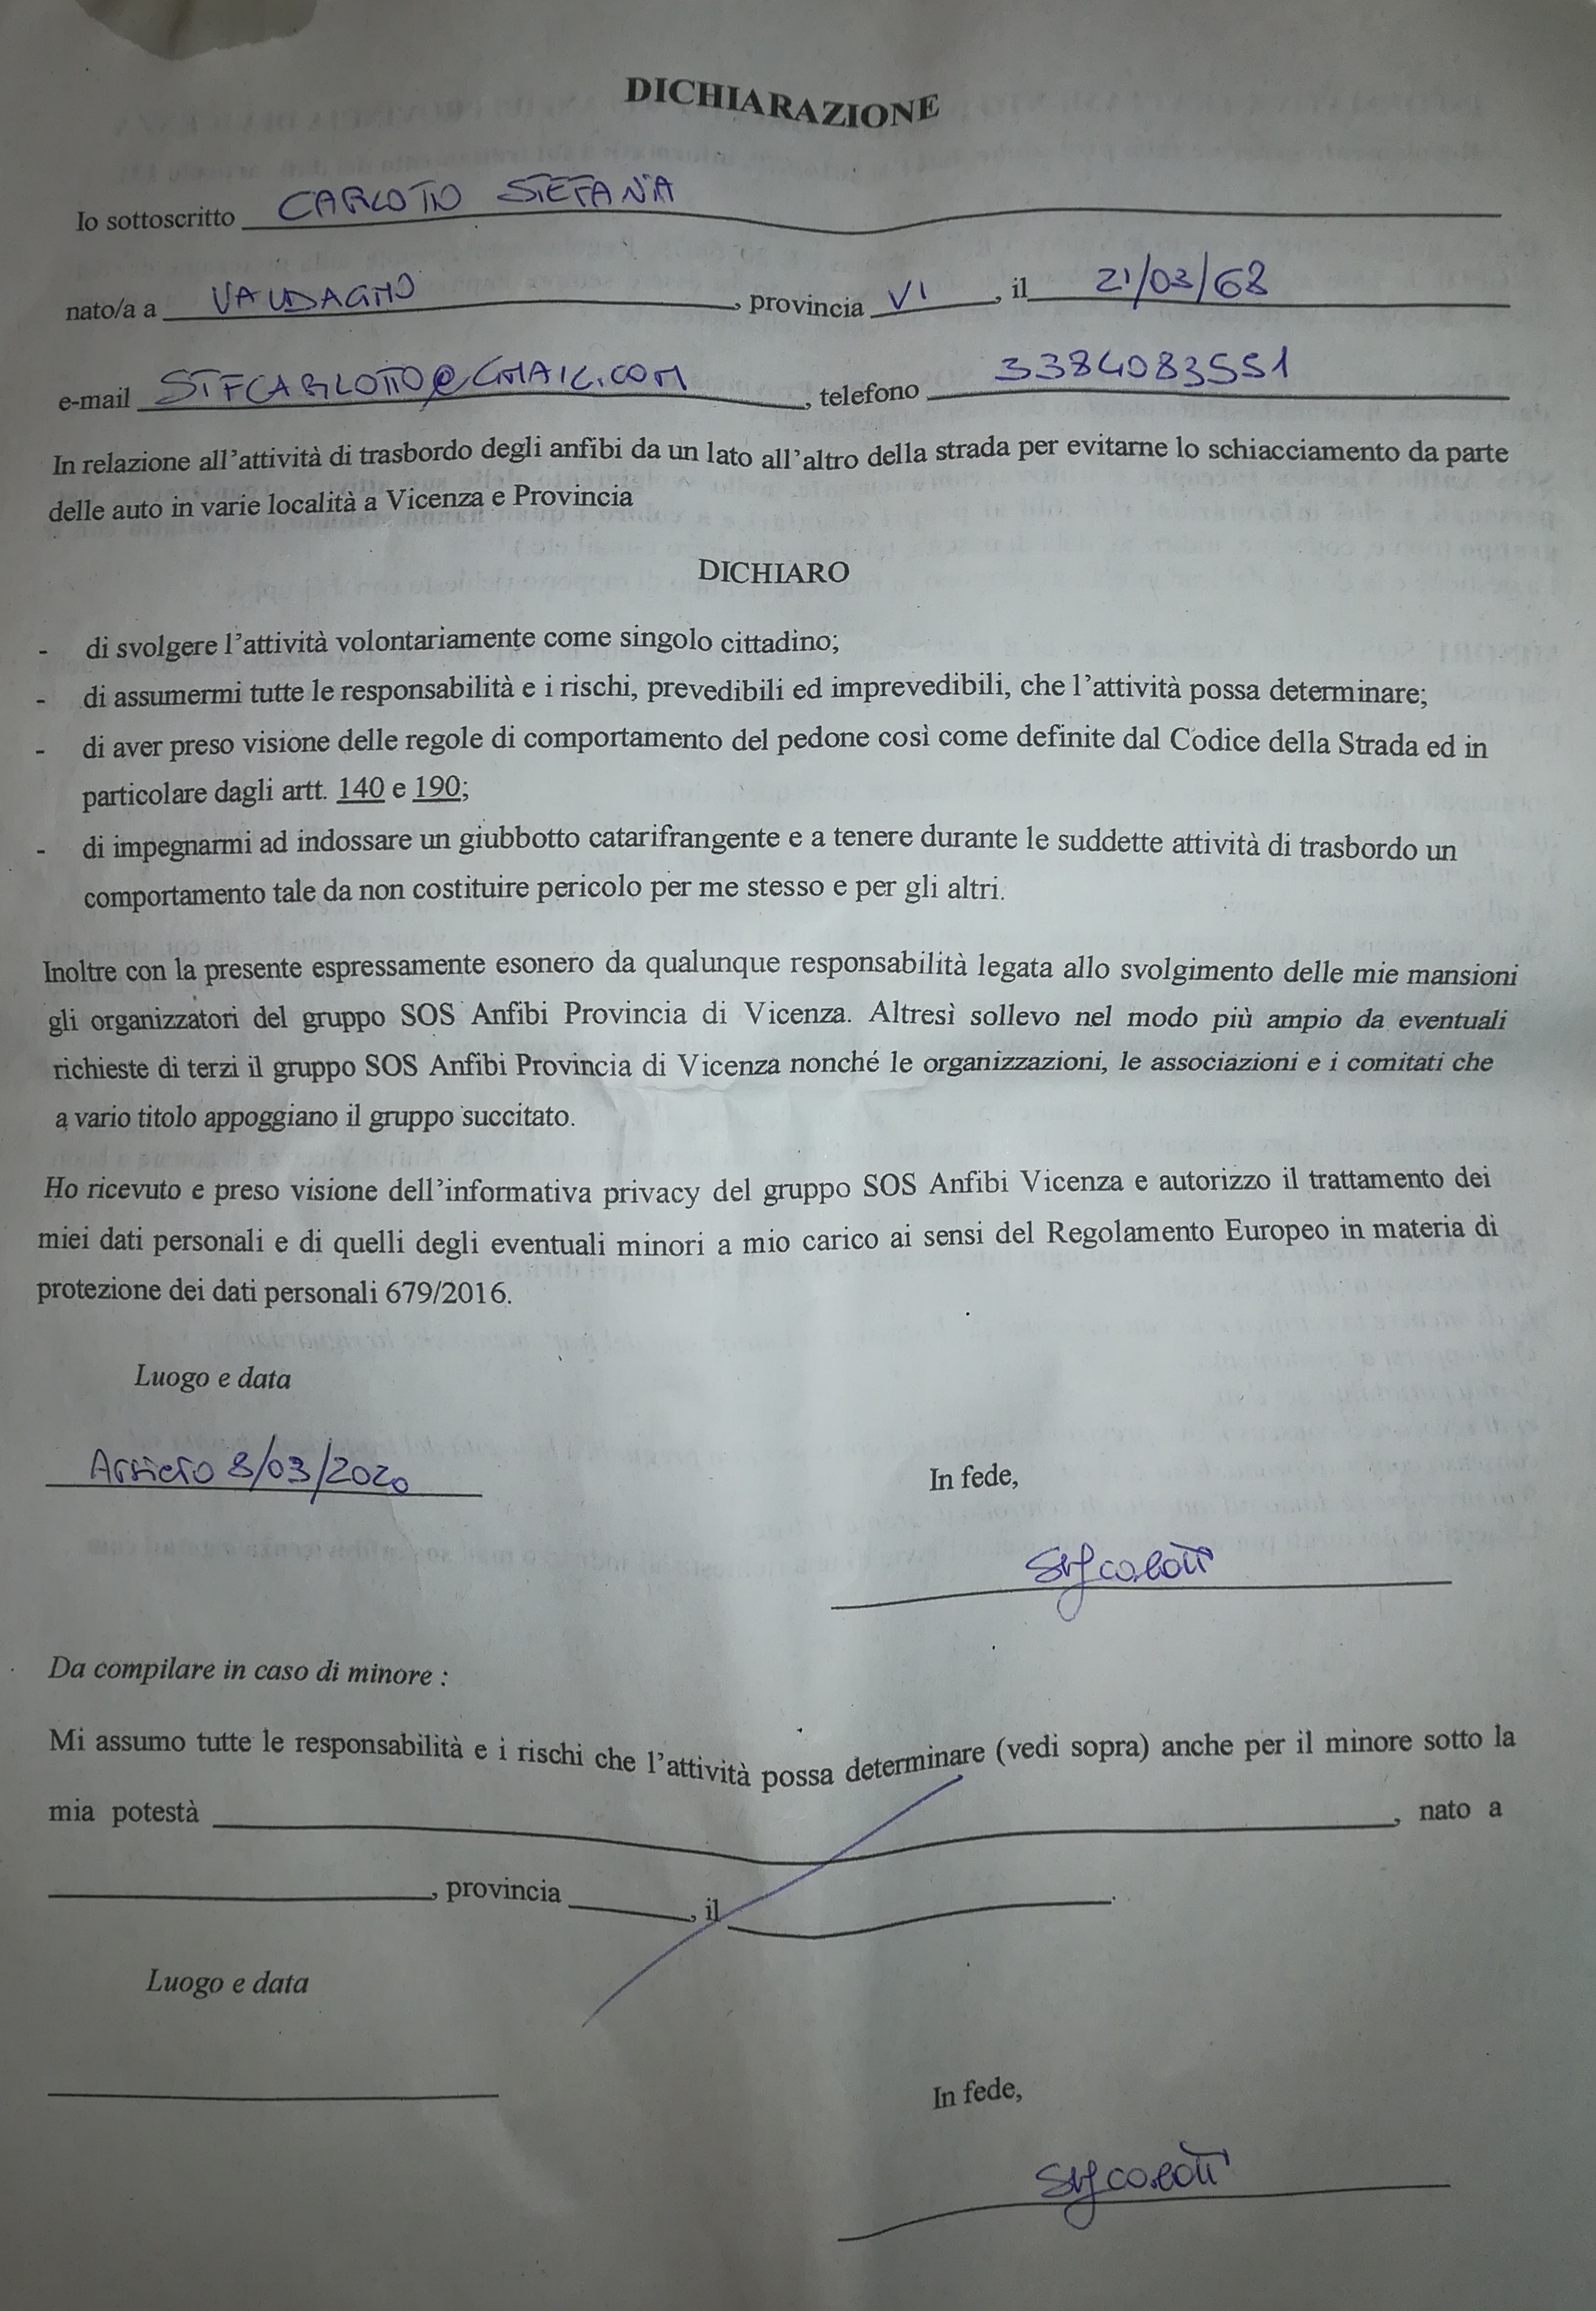 DICHIARAZIONE
Io sottoscritto CARLOTTO STEFANIA
nato/a a VALDAGNO, provincia VI, il 21/03/68
e-mail STFCARLOTTO@GMAIL.COM, telefono 3384083551
In relazione all'attività di trasbordo degli anfibi da un lato all'altro della strada per evitarne lo schiacciamento da parte
delle auto in varie località a Vicenza e Provincia
DICHIARO
- di svolgere l'attività volontariamente come singolo cittadino;
- di assumermi tutte le responsabilità e i rischi, prevedibili ed imprevedibili, che l'attività possa determinare;
- di aver preso visione delle regole di comportamento del pedone così come definite dal Codice della Strada ed in
particolare dagli artt. 140 e 190;
- di impegnarmi ad indossare un giubbotto catarifrangente e a tenere durante le suddette attività di trasbordo un
comportamento tale da non costituire pericolo per me stesso e per gli altri.
Inoltre con la presente espressamente esonero da qualunque responsabilità legata allo svolgimento delle mie mansioni
gli organizzatori del gruppo SOS Anfibi Provincia di Vicenza. Altresì sollevo nel modo più ampio da eventuali
richieste di terzi il gruppo SOS Anfibi Provincia di Vicenza nonché le organizzazioni, le associazioni e i comitati che
a vario titolo appoggiano il gruppo succitato.
Ho ricevuto e preso visione dell'informativa privacy del gruppo SOS Anfibi Vicenza e autorizzo il trattamento dei
miei dati personali e di quelli degli eventuali minori a mio carico ai sensi del Regolamento Europeo in materia di
protezione dei dati personali 679/2016.
Luogo e data
Arsiero 8/03/2020
In fede,
Da compilare in caso di minore :
Mi assumo tutte le responsabilità e i rischi che l'attività possa determinare (vedi sopra) anche per il minore sotto la
mia potestà , nato a
, provincia , il .
Luogo e data
In fede,